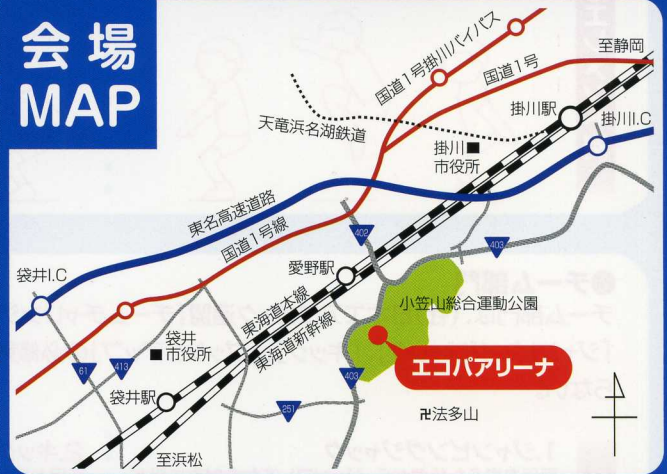 会場
MAP
国道1号掛川バイパス
至静岡
国道1号
掛川駅
天竜浜名湖鉄道
掛川I.C
掛川
市役所
東名高速道路
国道1号線
402
403
袋井I.C
愛野駅
小笠山総合運動公園
東海道本線
東海道新幹線
袋井
市役所
エコパアリーナ
61
413
403
袋井駅
251
卍法多山
至浜松